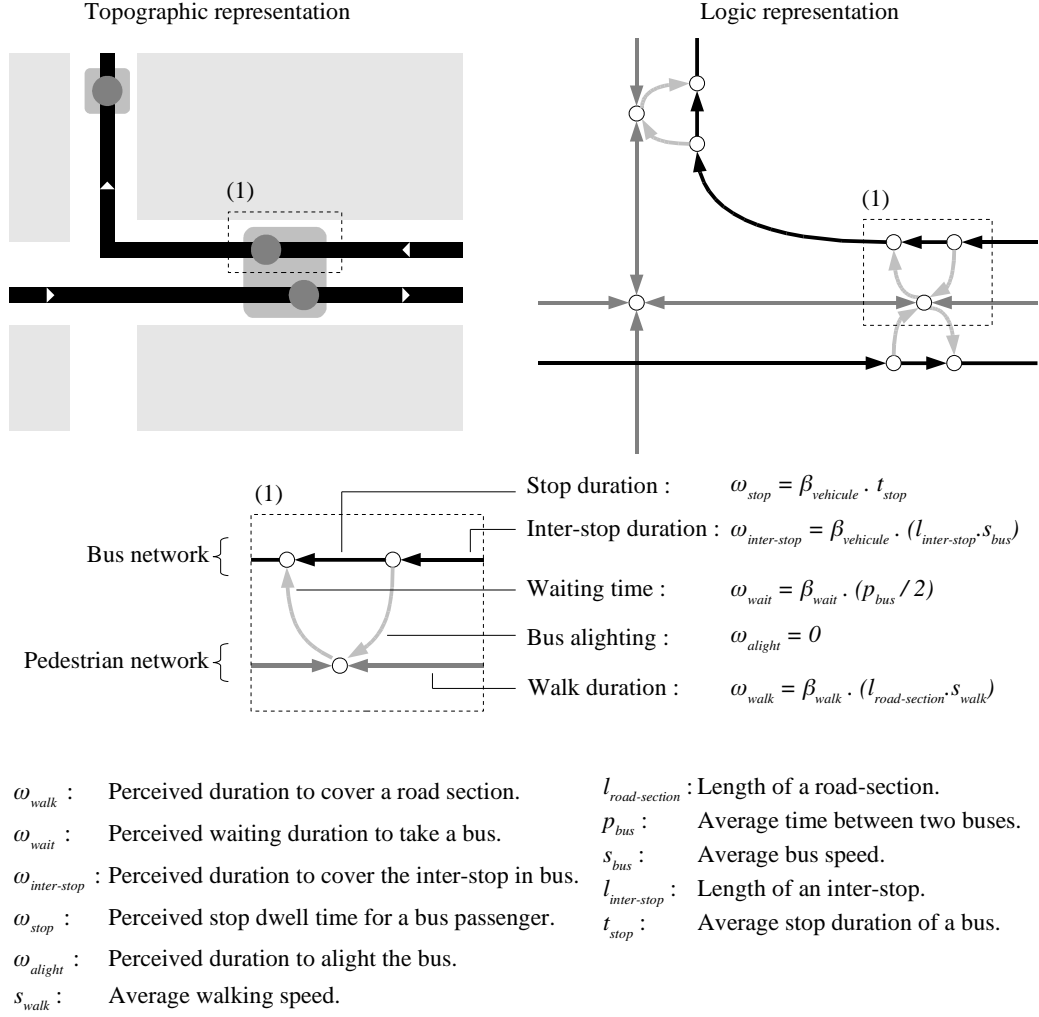 Topographic representation
Logic representation
(1)
(1)
(1)
Bus network
Pedestrian network
Stop duration : ω_stop = β_vehicule . t_stop
Inter-stop duration : ω_inter-stop = β_vehicule . (l_inter-stop.s_bus)
Waiting time : ω_wait = β_wait . (p_bus / 2)
Bus alighting : ω_alight = 0
Walk duration : ω_walk = β_walk . (l_road-section.s_walk)
ω_walk : Perceived duration to cover a road section.
ω_wait : Perceived waiting duration to take a bus.
ω_inter-stop : Perceived duration to cover the inter-stop in bus.
ω_stop : Perceived stop dwell time for a bus passenger.
ω_alight : Perceived duration to alight the bus.
s_walk : Average walking speed.
l_road-section : Length of a road-section.
p_bus : Average time between two buses.
s_bus : Average bus speed.
l_inter-stop : Length of an inter-stop.
t_stop : Average stop duration of a bus.